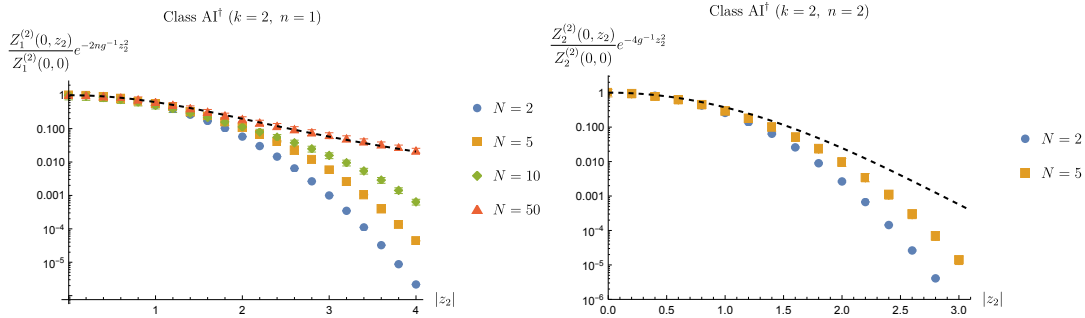 Class AI† (k = 2, n = 1)
Z_1^{(2)}(0, z_2) / Z_1^{(2)}(0, 0) e^{-2ng^{-1}z_2^2}
1
0.100
0.010
0.001
10^{-4}
10^{-5}
0 1 2 3 4
|z_2|
N = 2
N = 5
N = 10
N = 50
Class AI† (k = 2, n = 2)
Z_2^{(2)}(0, z_2) / Z_2^{(2)}(0, 0) e^{-4g^{-1}z_2^2}
1
0.100
0.010
0.001
10^{-4}
10^{-5}
10^{-6}
0.0 0.5 1.0 1.5 2.0 2.5 3.0
|z_2|
N = 2
N = 5